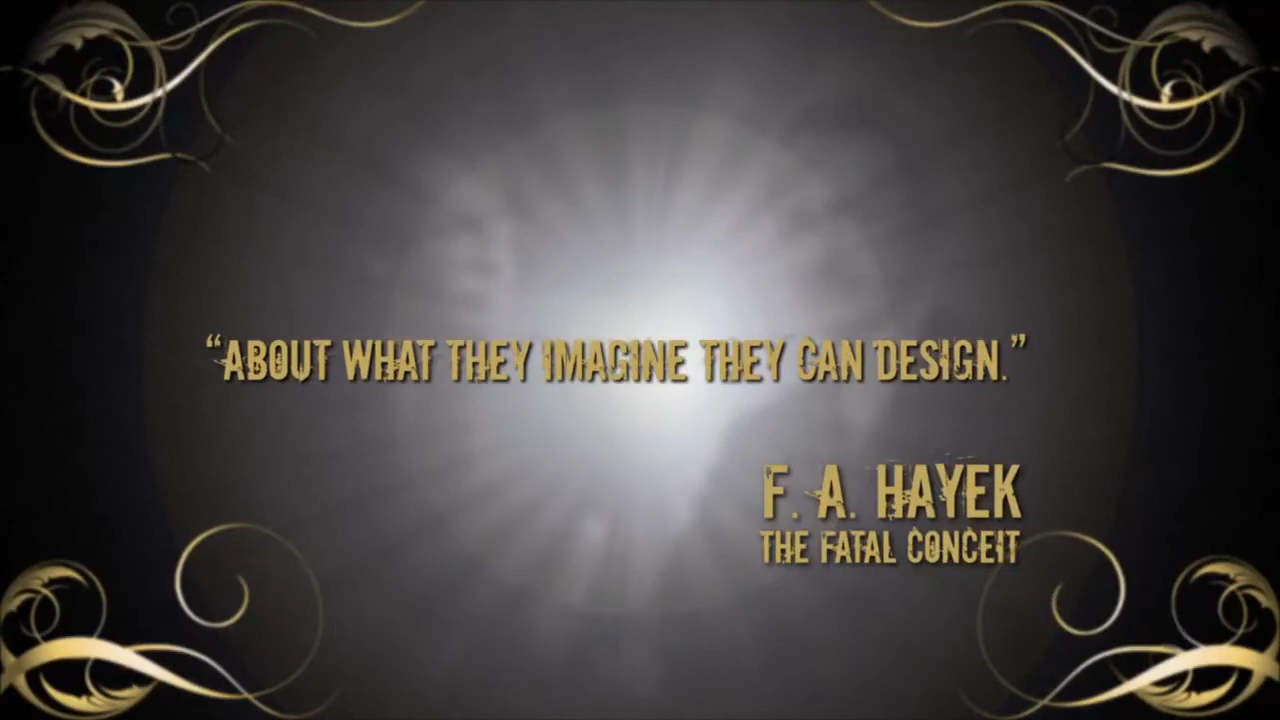 “ABOUT WHAT THEY IMAGINE THEY CAN DESIGN.”
F. A. HAYEK
THE FATAL CONCEIT